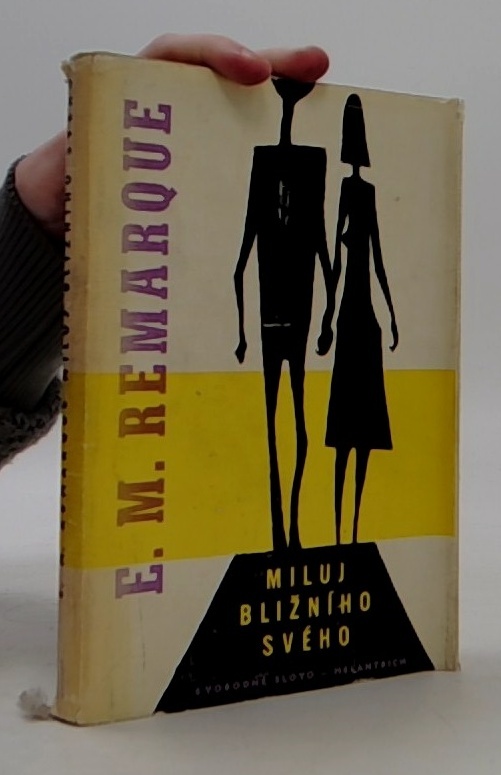 E. M. REMARQUE
MILUJ
BLIŽNÍHO
SVÉHO
SVOBODNÉ SLOVO - MELANTRICH